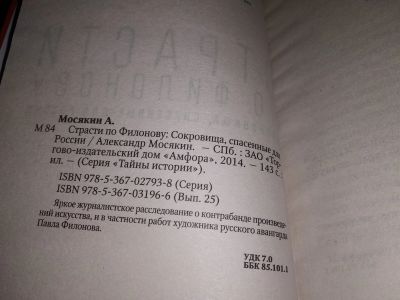 Мосякин А.
М 84 Страсти по Филонову: Сокровища, спасенные для
России / Александр Мосякин. — СПб. : ЗАО «Тор-
гово-издательский дом «Амфора». 2014. — 143 с. :
ил. — (Серия «Тайны истории»).
ISBN 978-5-367-02793-8 (Серия)
ISBN 978-5-367-03196-6 (Вып. 25)
Яркое журналистское расследование о контрабанде произведе-
ний искусства, и в частности работ художника русского авангарда
Павла Филонова.
УДК 7.0
ББК 85.101.1